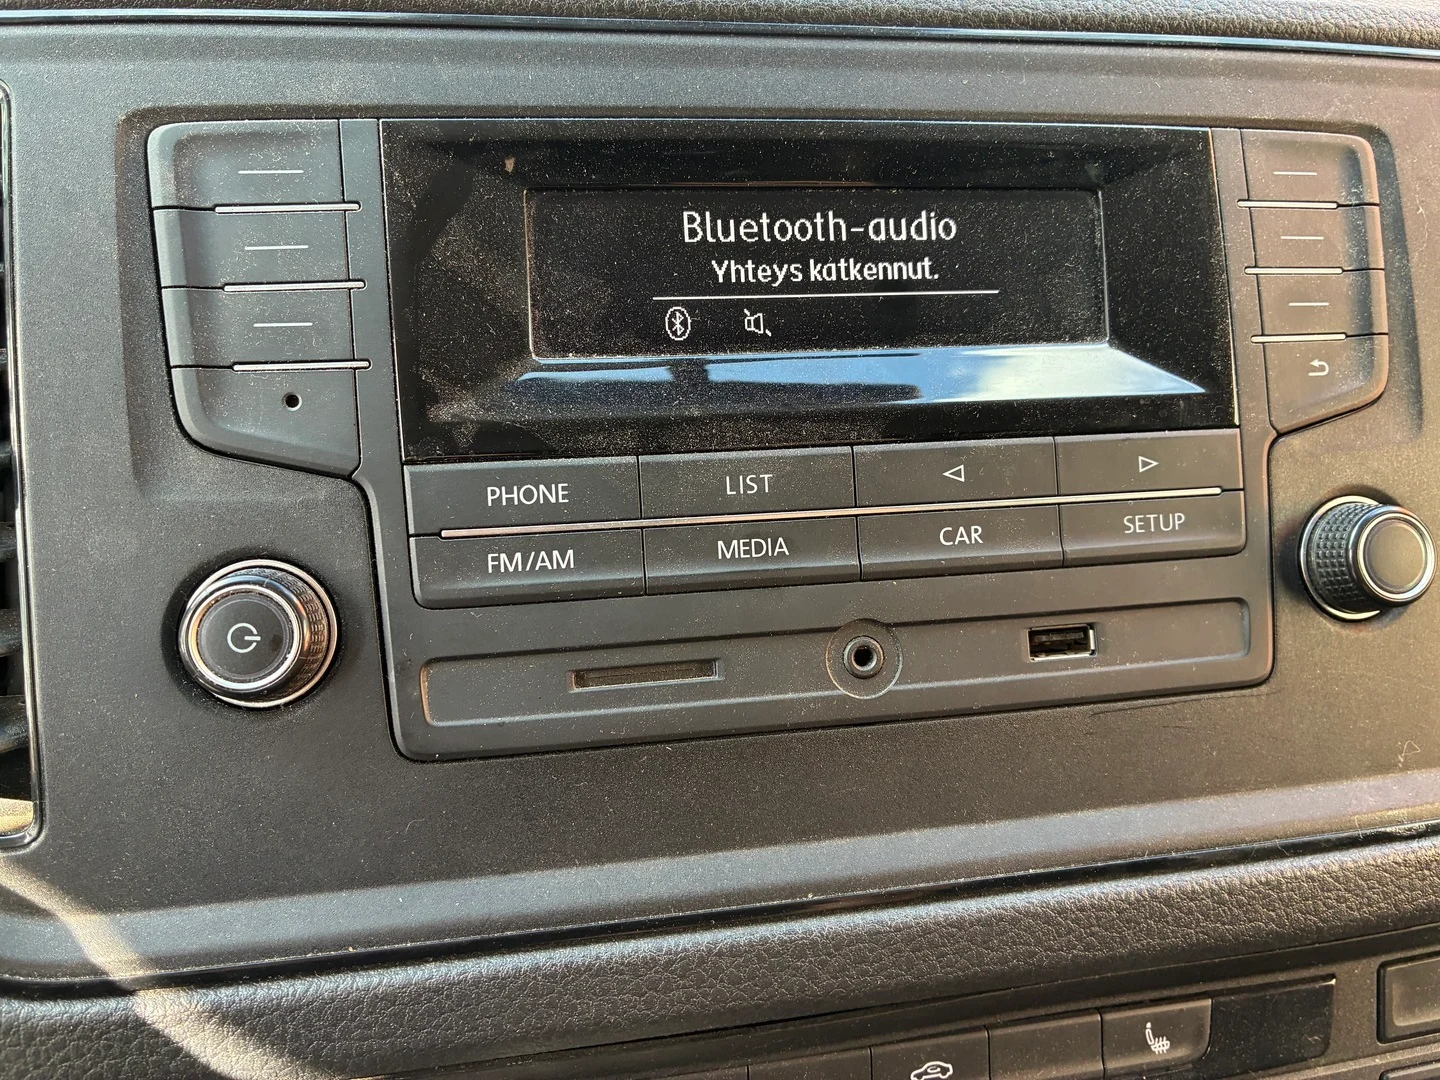 Bluetooth-audio
Yhteys katkennut.
PHONE
LIST
FM/AM
MEDIA
CAR
SETUP